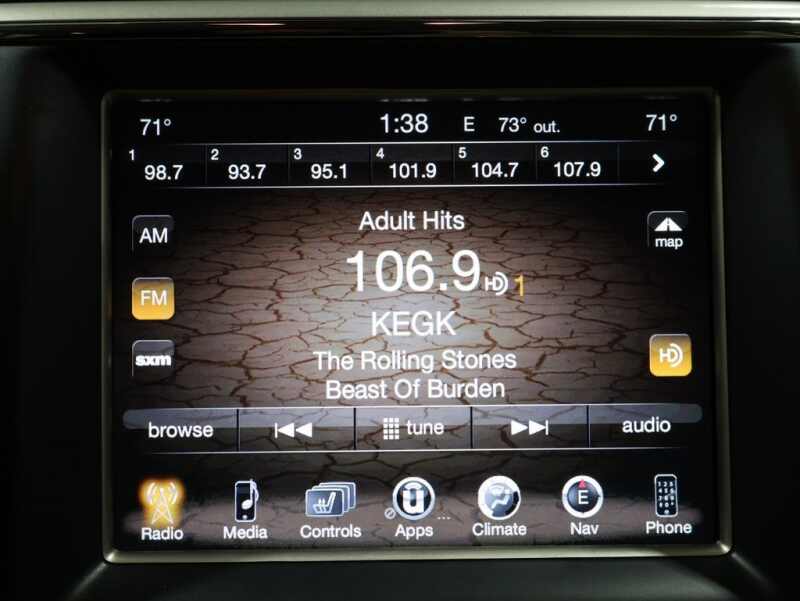 71° 1:38 E 73° out. 71°
1 98.7 2 93.7 3 95.1 4 101.9 5 104.7 6 107.9
Adult Hits
AM
map
106.9 HD 1
FM
KEGK
sxm
The Rolling Stones
HD
Beast Of Burden
browse tune audio
E
Radio Media Controls Apps Climate Nav Phone